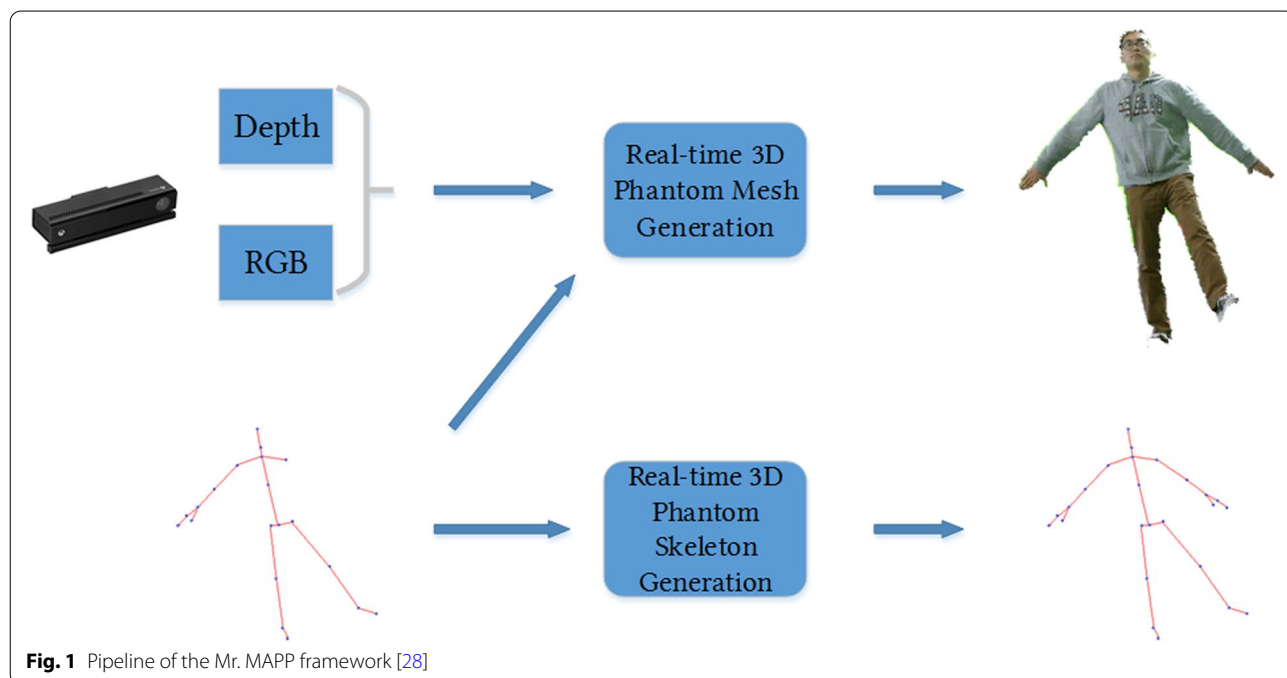 Depth
RGB
Real-time 3D
Phantom Mesh
Generation
Real-time 3D
Phantom
Skeleton
Generation
Fig. 1 Pipeline of the Mr. MAPP framework [28]